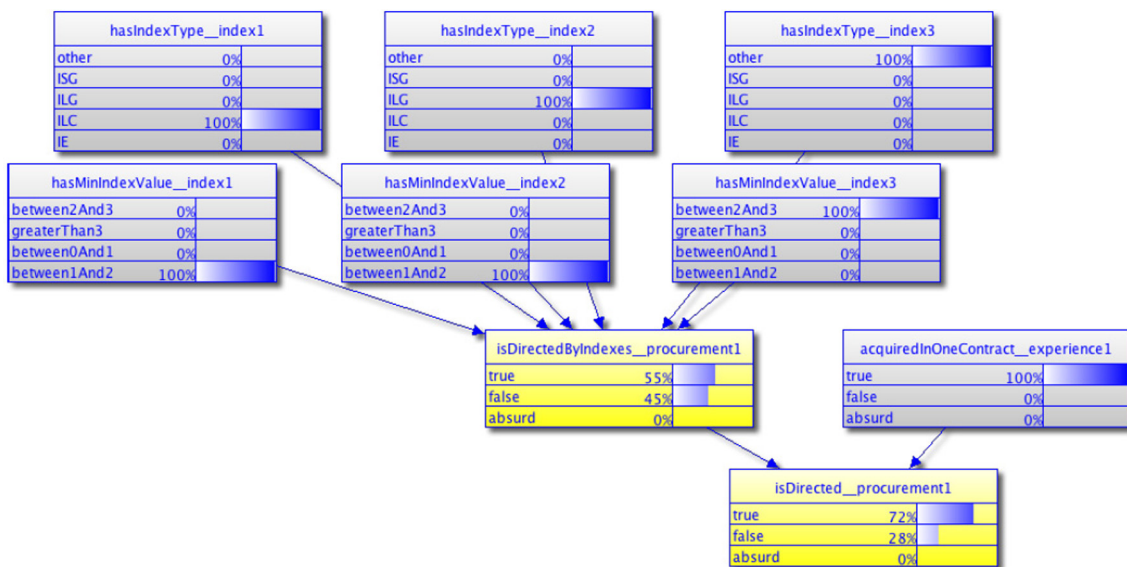 hasIndexType__index1
other 0%
ISG 0%
ILG 0%
ILC 100%
IE 0%
hasIndexType__index2
other 0%
ISG 0%
ILG 100%
ILC 0%
IE 0%
hasIndexType__index3
other 100%
ISG 0%
ILG 0%
ILC 0%
IE 0%
hasMinIndexValue__index1
between2And3 0%
greaterThan3 0%
between0And1 0%
between1And2 100%
hasMinIndexValue__index2
between2And3 0%
greaterThan3 0%
between0And1 0%
between1And2 100%
hasMinIndexValue__index3
between2And3 100%
greaterThan3 0%
between0And1 0%
between1And2 0%
isDirectedByIndexes__procurement1
true 55%
false 45%
absurd 0%
acquiredInOneContract__experience1
true 100%
false 0%
absurd 0%
isDirected__procurement1
true 72%
false 28%
absurd 0%